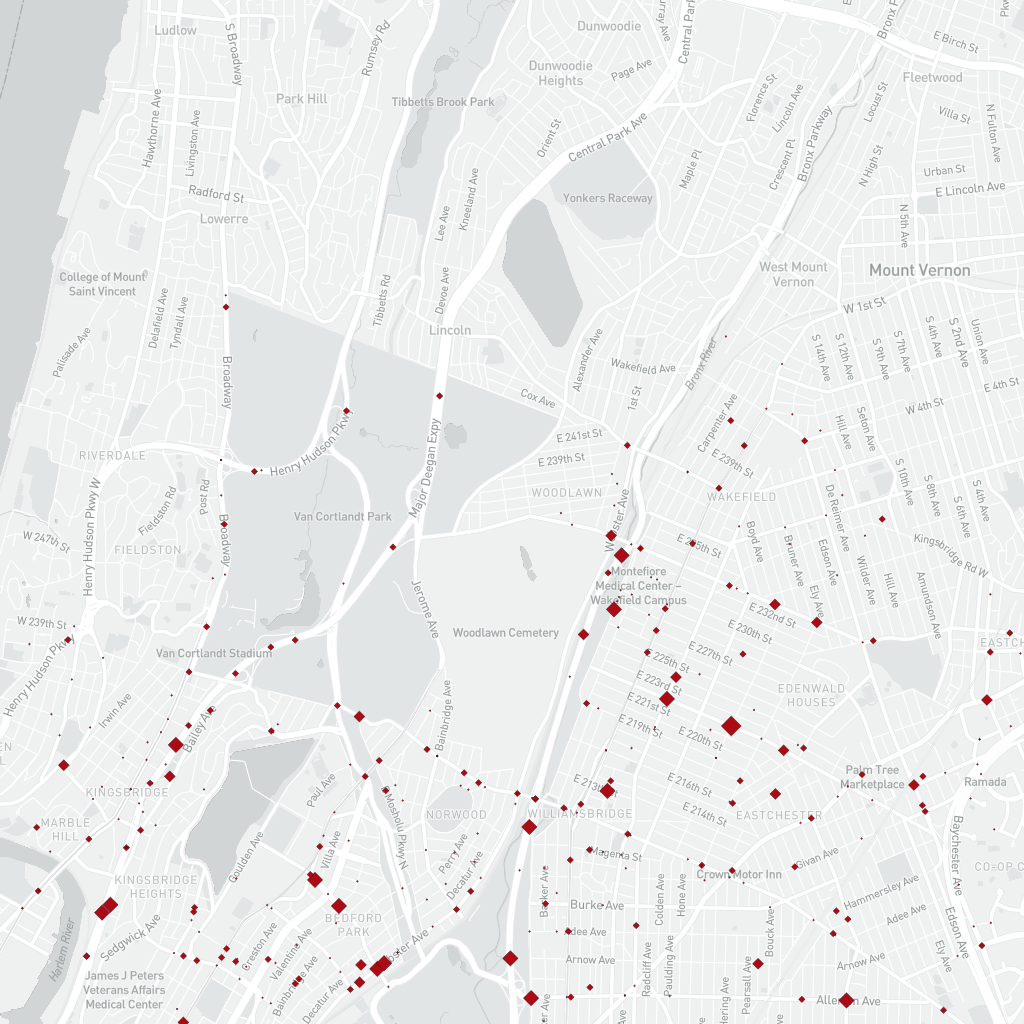 Ludlow
S Broadway
Rumsey Rd
Dunwoodie
Murray Ave
Central Park
Bronx
E Birch St
Dunwoodie
Heights
Page Ave
Fleetwood
Park Hill
Tibbetts Brook Park
Florence St
Lincoln Ave
Locust St
Villa St
N Fulton Ave
Hawthorne Ave
Livingston Ave
Orient St
Central Park Ave
Crescent Pl
Bronx Parkway
N High St
Maple Pl
Urban St
E Lincoln Ave
Radford St
Lowerre
Yonkers Raceway
Lee Ave
Kneeland Ave
N 5th Ave
College of Mount
Saint Vincent
West Mount
Vernon
Mount Vernon
Tibbetts Rd
Devoe Ave
Delafield Ave
Tyndall Ave
Palisade Ave
Lincoln
W 1st St
S 14th Ave
S 12th Ave
S 9th Ave
S 7th Ave
S 4th Ave
S 2nd Ave
Union Ave
Alexander Ave
Wakefield Ave
Bronx River
Broadway
Cox Ave
1st St
E 4th St
W 4th St
Carpenter Ave
Hill Ave
Seton Ave
E 241st St
E 239th St
E 239th St
RIVERDALE
Henry Hudson Pkwy
Major Deegan Expy
WOODLAWN
WAKEFIELD
S 10th Ave
S 8th Ave
S 6th Ave
S 4th Ave
Henry Hudson Pkwy W
Post Rd
Fieldston Rd
Van Cortlandt Park
Webster Ave
De Reimer Ave
W 247th St
FIELDSTON
Broadway
E 235th St
Boyd Ave
Bruner Ave
Edson Ave
Wilder Ave
Hill Ave
Kingsbridge Rd W
Montefiore
Medical Center –
Wakefield Campus
Ely Ave
Amundson Ave
Jerome Ave
E 232nd St
E 230th St
W 239th St
Woodlawn Cemetery
Van Cortlandt Stadium
E 227th St
E 225th St
E 223rd St
E 221st St
E 220th St
E 219th St
EDENWALD
HOUSES
Henry Hudson Pkwy
Irwin Ave
Bailey Ave
Bainbridge Ave
Palm Tree
Marketplace
Ramada
E 216th St
E 214th St
E 213th St
KINGSBRIDGE
Paul Ave
Mosholu Pkwy N
NORWOOD
WILLIAMSBRIDGE
EASTCHESTER
MARBLE
HILL
Goulden Ave
Villa Ave
Perry Ave
Decatur Ave
Magenta St
Givan Ave
Crown Motor Inn
Baychester Ave
KINGSBRIDGE
HEIGHTS
Barker Ave
Burke Ave
Colden Ave
Hone Ave
Hammersley Ave
Adee Ave
Adee Ave
BEDFORD
PARK
Harlem River
Sedgwick Ave
Creston Ave
Valentine Ave
Bainbridge Ave
Decatur Ave
Webster Ave
Bouck Ave
Edson Ave
Ely Ave
Arnow Ave
Arnow Ave
Radcliff Ave
Paulding Ave
Pearsall Ave
James J Peters
Veterans Affairs
Medical Center